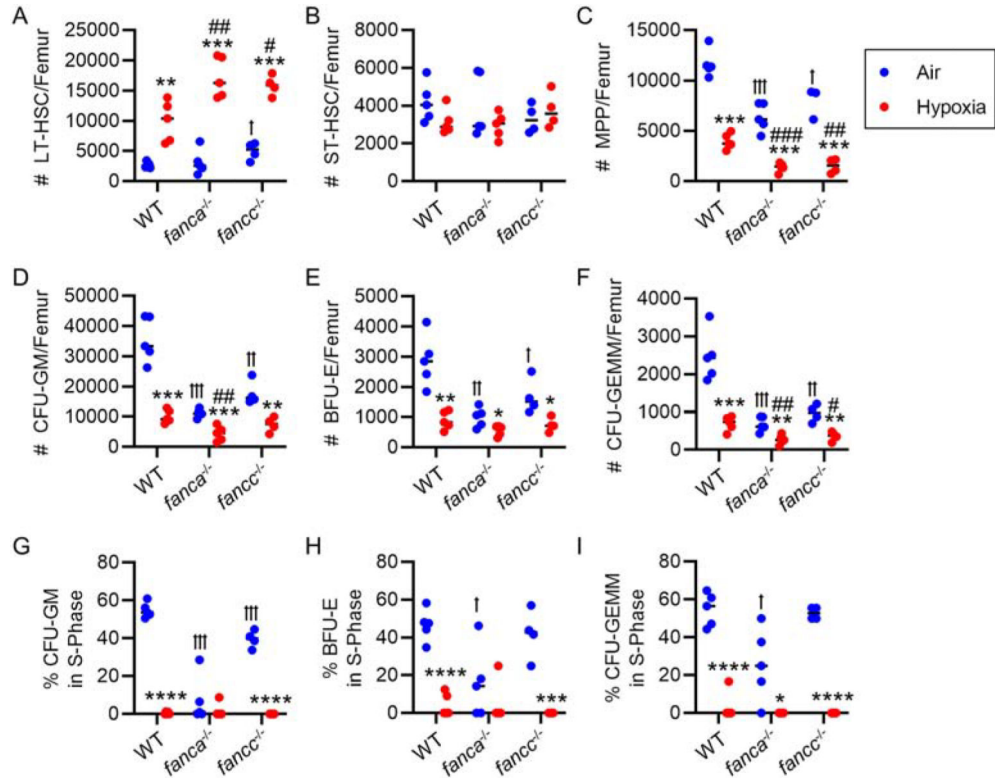 A
# LT-HSC/Femur
25000
20000
15000
10000
5000
0
**
##
***
#
***
↑
WT
fanca-/-
fancc-/-
B
# ST-HSC/Femur
8000
6000
4000
2000
0
WT
fanca-/-
fancc-/-
C
# MPP/Femur
15000
10000
5000
0
***
↑↑↑
###
***
↑
##
***
WT
fanca-/-
fancc-/-
Air
Hypoxia
D
# CFU-GM/Femur
50000
40000
30000
20000
10000
0
***
↑↑↑
##
***
↑↑
**
WT
fanca-/-
fancc-/-
E
# BFU-E/Femur
5000
4000
3000
2000
1000
0
**
↑↑
*
↑
*
WT
fanca-/-
fancc-/-
F
# CFU-GEMM/Femur
4000
3000
2000
1000
0
***
↑↑↑
##
**
↑↑
#
**
WT
fanca-/-
fancc-/-
G
% CFU-GM
in S-Phase
80
60
40
20
0
****
↑↑↑
↑↑↑
****
WT
fanca-/-
fancc-/-
H
% BFU-E
in S-Phase
80
60
40
20
0
****
↑
***
WT
fanca-/-
fancc-/-
I
% CFU-GEMM
in S-Phase
80
60
40
20
0
****
↑
*
****
WT
fanca-/-
fancc-/-